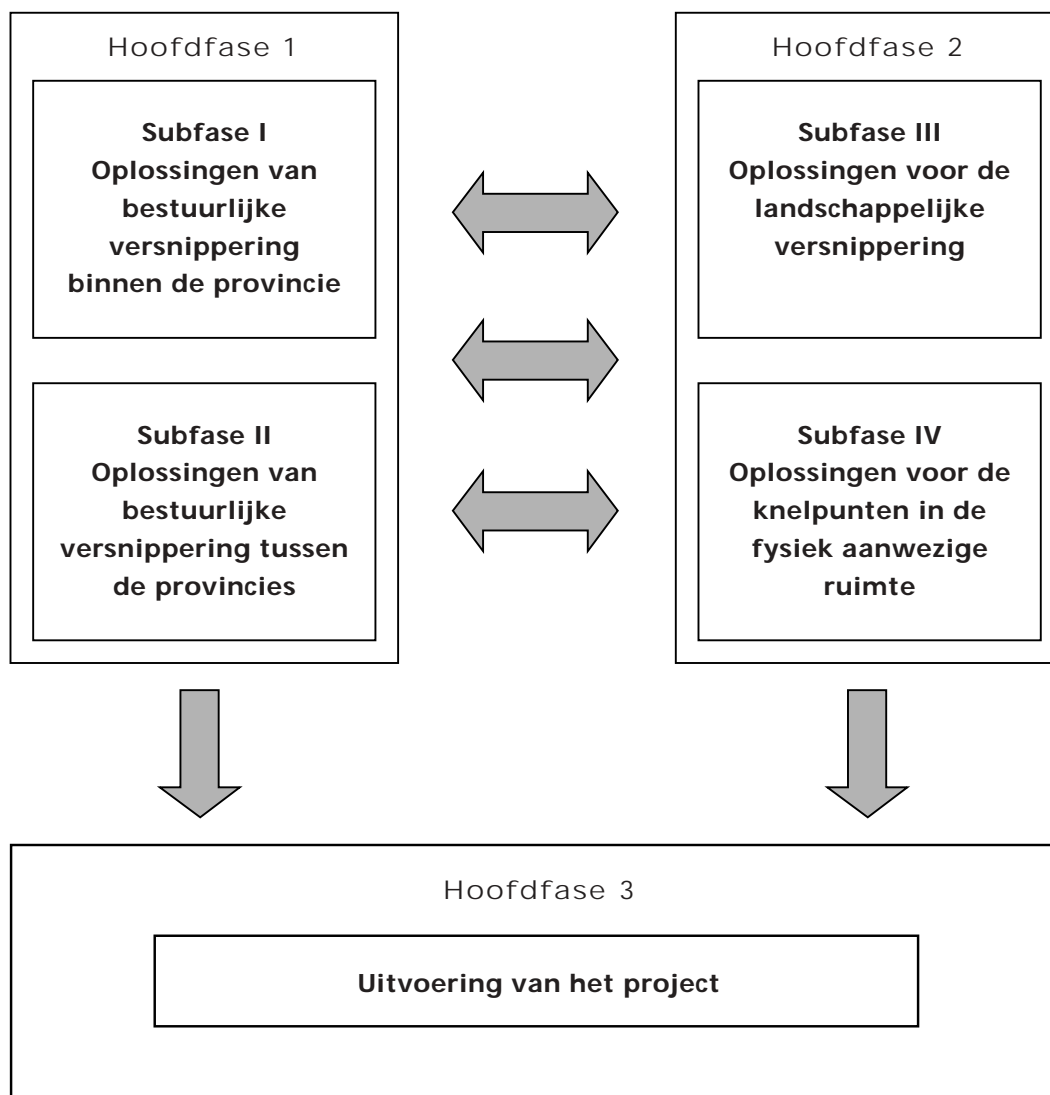 Hoofdfase 1
Subfase I
Oplossingen van
bestuurlijke
versnippering
binnen de provincie
Subfase II
Oplossingen van
bestuurlijke
versnippering tussen
de provincies
Hoofdfase 2
Subfase III
Oplossingen voor de
landschappelijke
versnippering
Subfase IV
Oplossingen voor de
knelpunten in de
fysiek aanwezige
ruimte
Hoofdfase 3
Uitvoering van het project